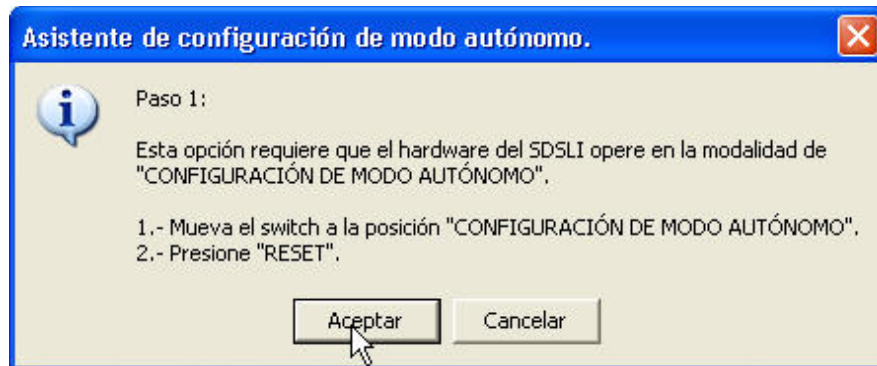 Asistente de configuración de modo autónomo.
Paso 1:
Esta opción requiere que el hardware del SDSLI opere en la modalidad de
"CONFIGURACIÓN DE MODO AUTÓNOMO".
1.- Mueva el switch a la posición "CONFIGURACIÓN DE MODO AUTÓNOMO".
2.- Presione "RESET".
Aceptar
Cancelar